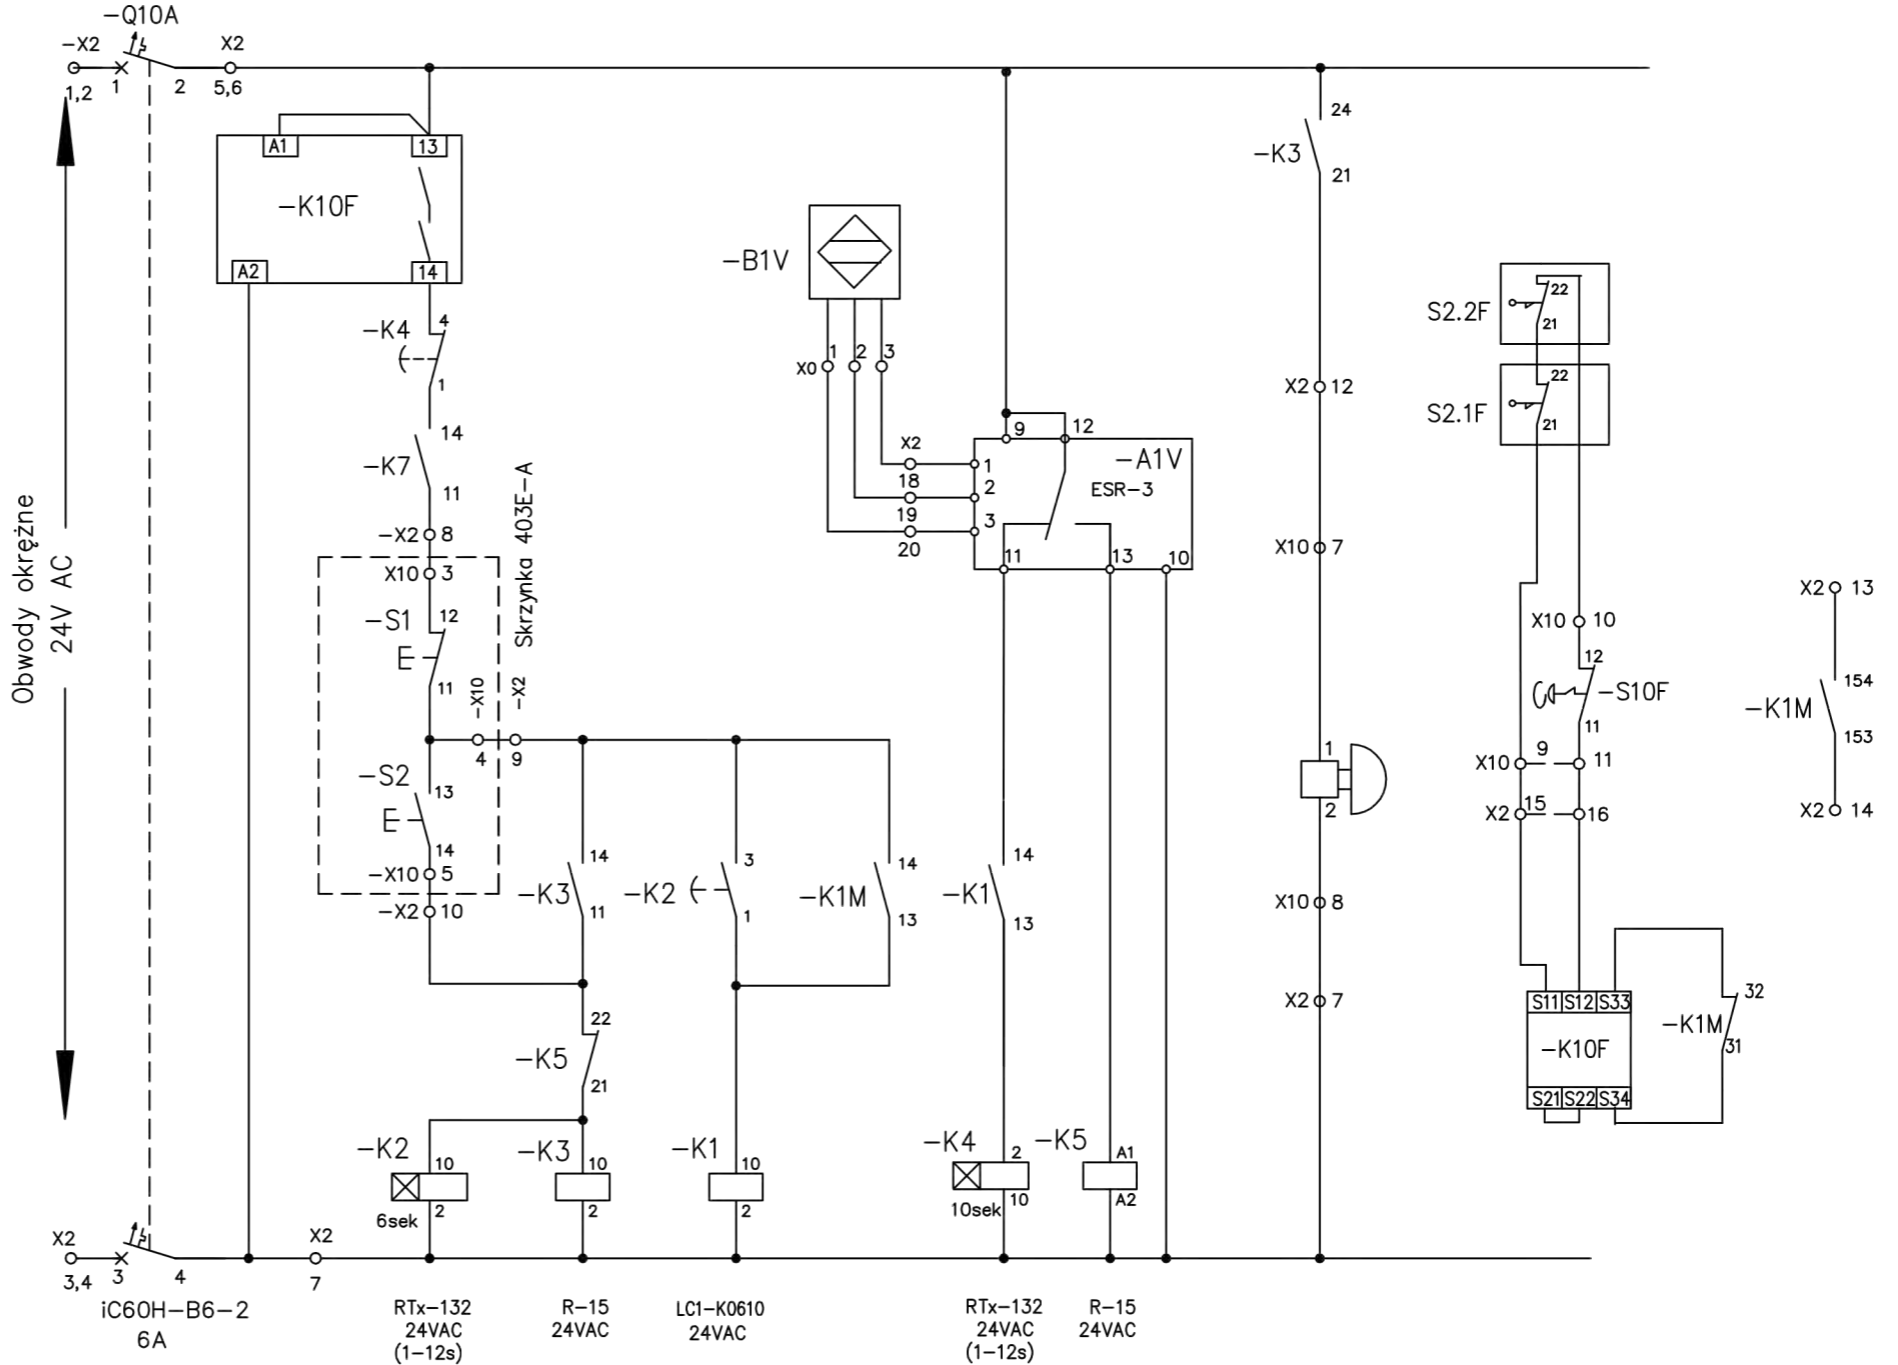 -Q10A
-X2
X2
1,2
1
2
5,6
Obwody okrężne
24V AC
A1
13
-K10F
A2
14
-K4
4
1
14
-K7
11
-X2 8
X10 3
Skrzynka 403E-A
-S1
12
11
-X10
-X2
4
9
-S2
13
14
-X10 5
-X2 10
-K3
14
11
-K2
3
1
-K1M
14
13
-K5
22
21
-K2
10
2
6sek
-K3
10
2
-K1
10
2
-B1V
X0
1
2
3
X2
18
19
20
9
12
-A1V
ESR-3
1
2
3
11
13
10
-K1
14
13
-K4
2
10
10sek
-K5
A1
A2
24
-K3
21
X2 12
X10 7
1
2
X10 8
X2 7
S2.2F
22
21
S2.1F
22
21
X10 10
12
-S10F
11
X10 9 11
X2 15 16
S11 S12 S33
-K10F
S21 S22 S34
32
-K1M
31
X2 13
154
-K1M
153
X2 14
X2
3,4
3
4
X2
7
iC60H-B6-2
6A
RTx-132
24VAC
(1-12s)
R-15
24VAC
LC1-K0610
24VAC
RTx-132
24VAC
(1-12s)
R-15
24VAC